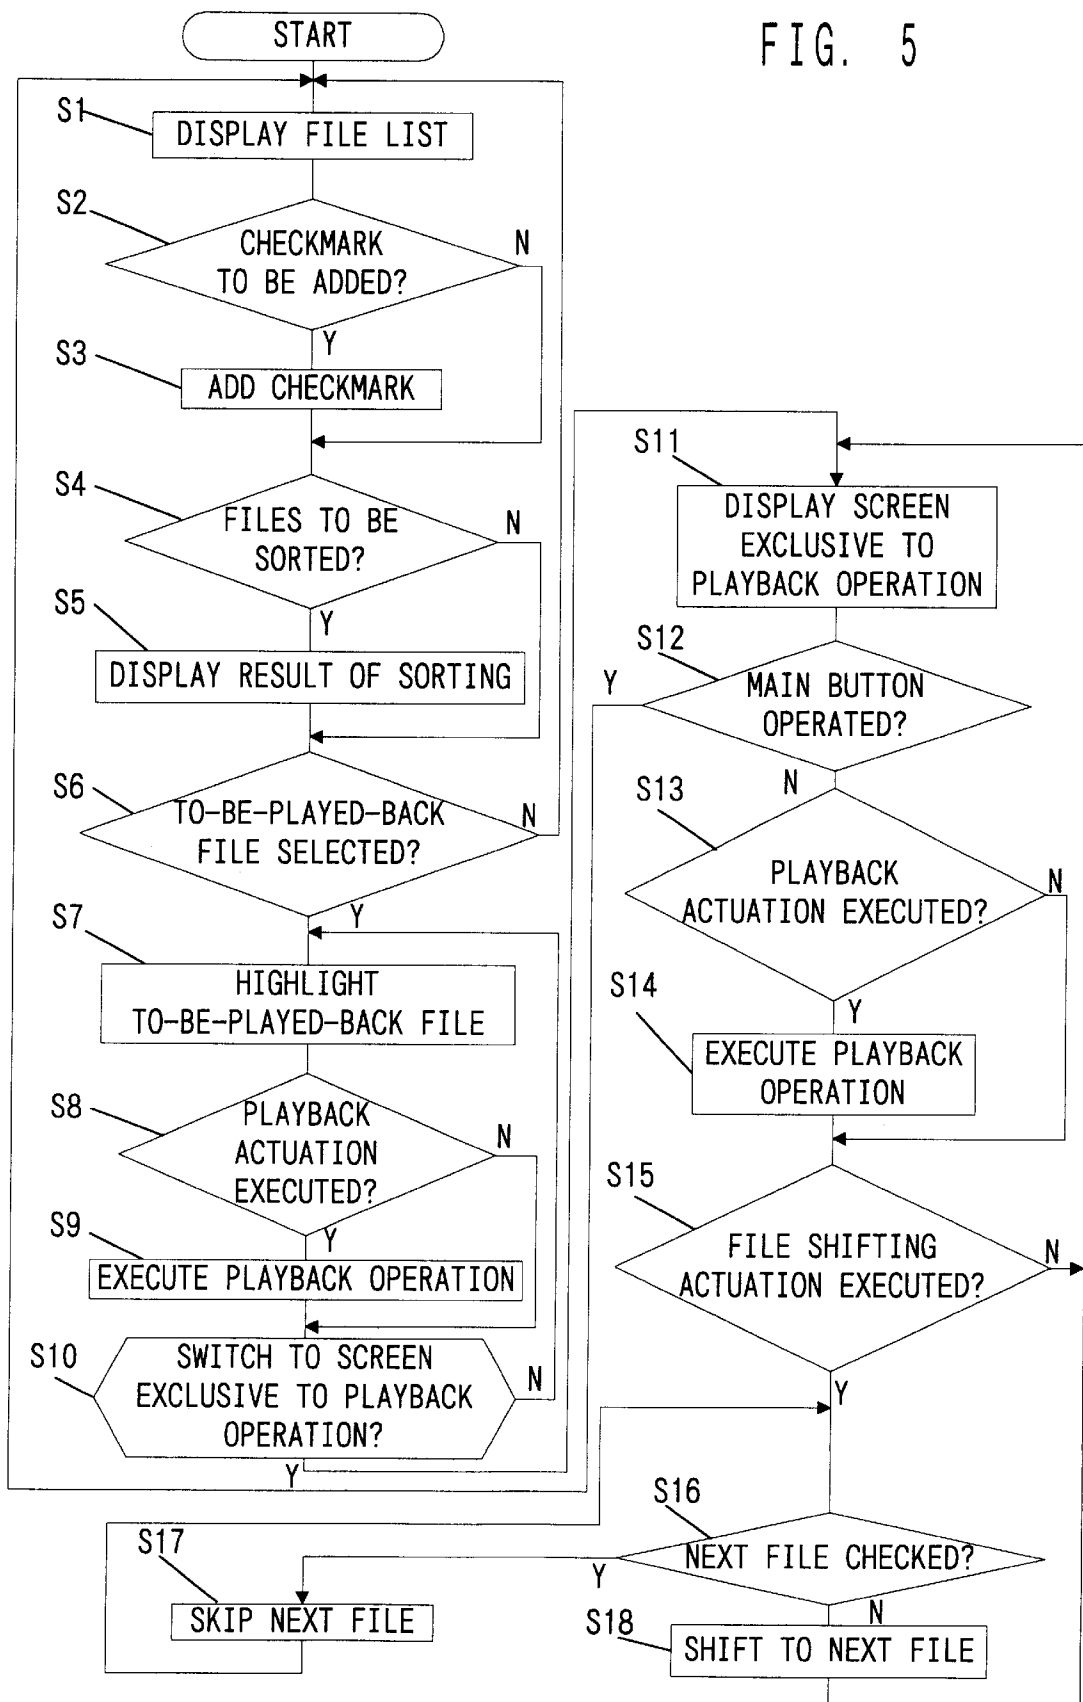 FIG. 5
START
S1
DISPLAY FILE LIST
S2
CHECKMARK
TO BE ADDED?
N
Y
S3
ADD CHECKMARK
S4
FILES TO BE
SORTED?
N
Y
S5
DISPLAY RESULT OF SORTING
S6
TO-BE-PLAYED-BACK
FILE SELECTED?
N
Y
S7
HIGHLIGHT
TO-BE-PLAYED-BACK FILE
S8
PLAYBACK
ACTUATION
EXECUTED?
N
Y
S9
EXECUTE PLAYBACK OPERATION
S10
SWITCH TO SCREEN
EXCLUSIVE TO PLAYBACK
OPERATION?
N
Y
S11
DISPLAY SCREEN
EXCLUSIVE TO
PLAYBACK OPERATION
S12
MAIN BUTTON
OPERATED?
Y
N
S13
PLAYBACK
ACTUATION EXECUTED?
N
Y
S14
EXECUTE PLAYBACK
OPERATION
S15
FILE SHIFTING
ACTUATION EXECUTED?
N
Y
S16
NEXT FILE CHECKED?
Y
N
S17
SKIP NEXT FILE
S18
SHIFT TO NEXT FILE